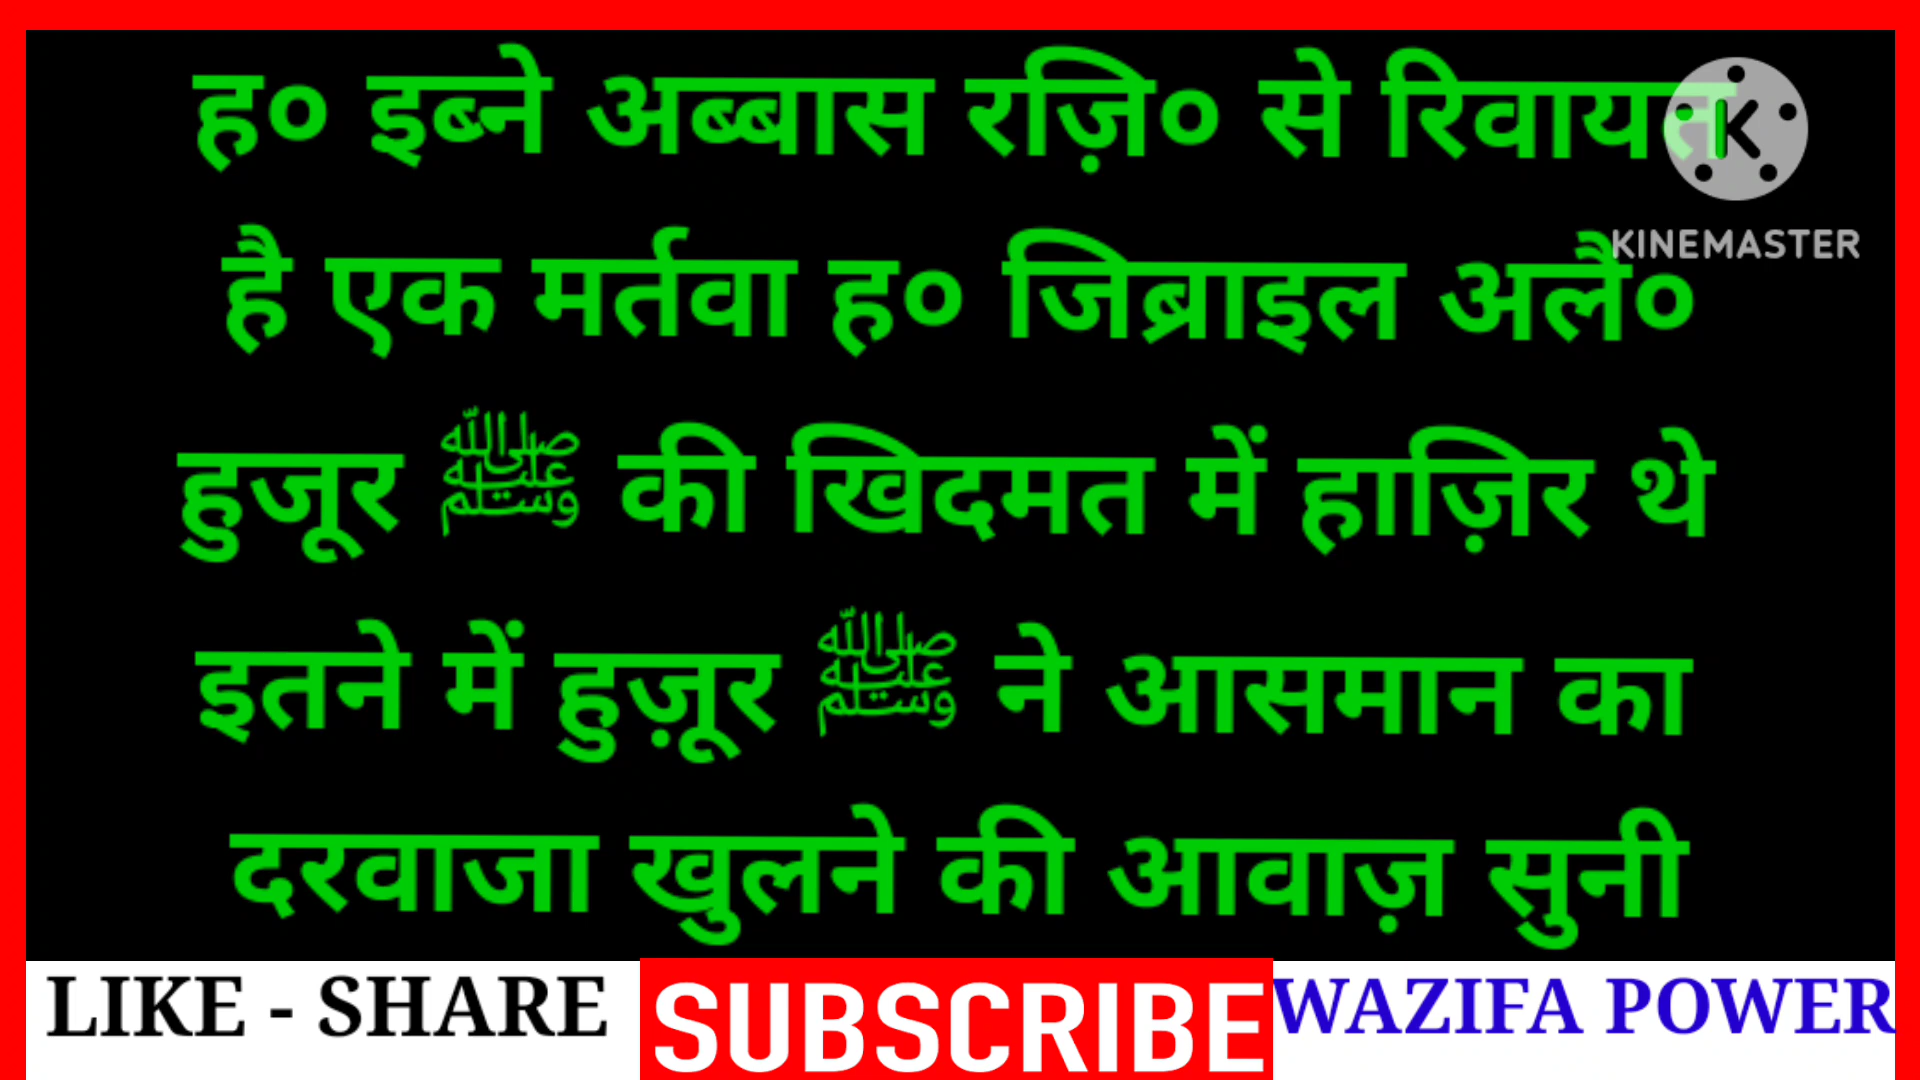 ह० इब्ने अब्बास रज़ि० से रिवायत
है एक मर्तवा ह० जिब्राइल अलै०
हुजूर ﷺ की खिदमत में हाज़िर थे
इतने में हुज़ूर ﷺ ने आसमान का
दरवाजा खुलने की आवाज़ सुनी
K
KINEMASTER
LIKE - SHARE
SUBSCRIBE
WAZIFA POWER